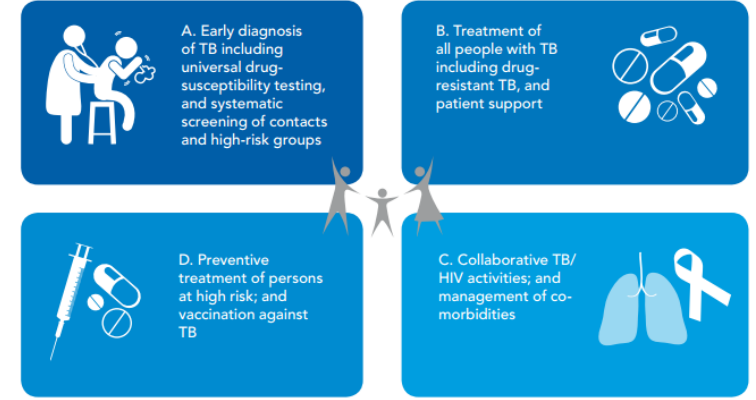 A. Early diagnosis
of TB including
universal drug-
susceptibility testing,
and systematic
screening of contacts
and high-risk groups
B. Treatment of
all people with TB
including drug-
resistant TB, and
patient support
D. Preventive
treatment of persons
at high risk; and
vaccination against
TB
C. Collaborative TB/
HIV activities; and
management of co-
morbidities